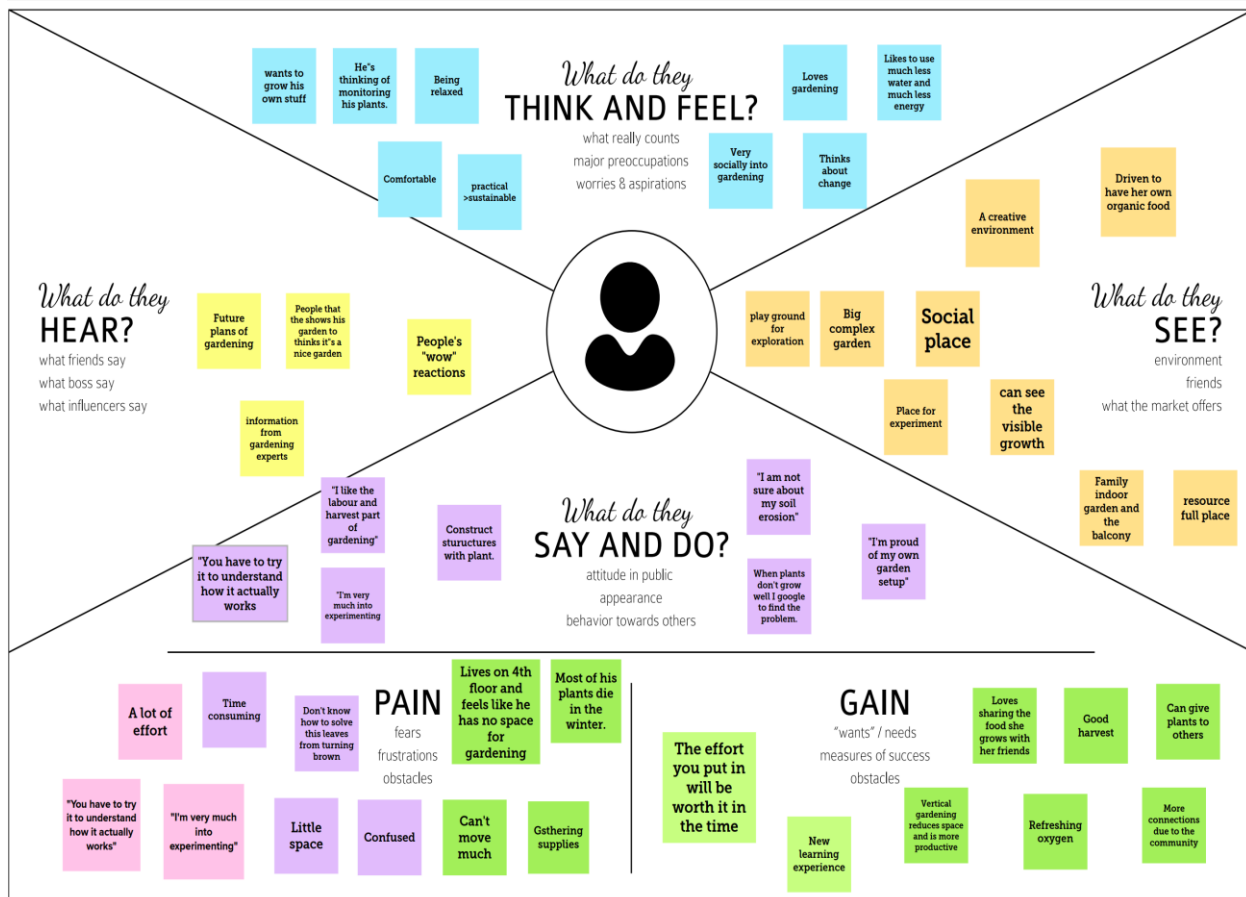 What do they
THINK AND FEEL?
what really counts
major preoccupations
worries & aspirations
wants to
grow his
own stuff
He"s
thinking of
monitoring
his plants.
Being
relaxed
Comfortable
practical
>sustainable
Loves
gardening
Likes to use
much less
water and
much less
energy
Very
socially into
gardening
Thinks
about
change
What do they
HEAR?
what friends say
what boss say
what influencers say
Future
plans of
gardening
People that
the shows his
garden to
thinks it"s a
nice garden
People's
"wow"
reactions
information
from
gardening
experts
What do they
SEE?
environment
friends
what the market offers
A creative
environment
Driven to
have her own
organic food
play ground
for
exploration
Big
complex
garden
Social
place
Place for
experiment
can see
the
visible
growth
Family
indoor
garden and
the
balcony
resource
full place
What do they
SAY AND DO?
attitude in public
appearance
behavior towards others
"I like the
labour and
harvest part
of
gardening"
Construct
stuructures
with plant.
"You have to try
it to understand
how it actually
works
"I'm very
much into
experimenting
"I am not
sure about
my soil
erosion"
"I'm proud
of my own
garden
setup"
When plants
don't grow
well I google
to find the
problem.
PAIN
fears
frustrations
obstacles
A lot of
effort
Time
consuming
Don't know
how to solve
this leaves
from turning
brown
Lives on 4th
floor and
feels like he
has no space
for
gardening
Most of his
plants die
in the
winter.
"You have to try
it to understand
how it actually
works"
"I'm very much
into
experimenting"
Little
space
Confused
Can't
move
much
Gsthering
supplies
GAIN
"wants" / needs
measures of success
obstacles
The effort
you put in
will be
worth it in
the time
New
learning
experience
Loves
sharing the
food she
grows with
her friends
Good
harvest
Can give
plants to
others
Vertical
gardening
reduces space
and is more
productive
Refreshing
oxygen
More
connections
due to the
community